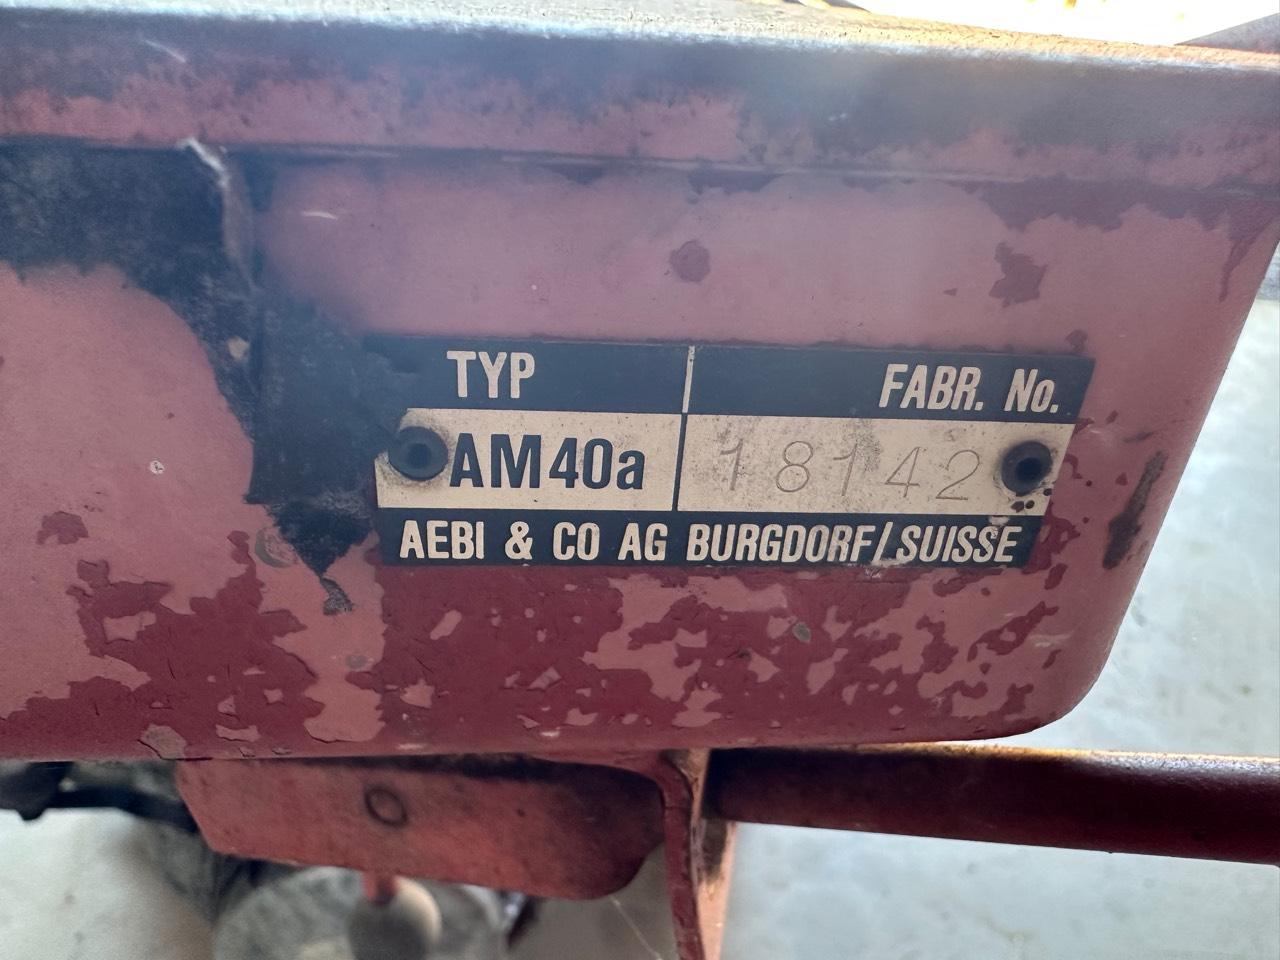 TYP FABR. No.
AM40a 18142
AEBI & CO AG BURGDORF/SUISSE